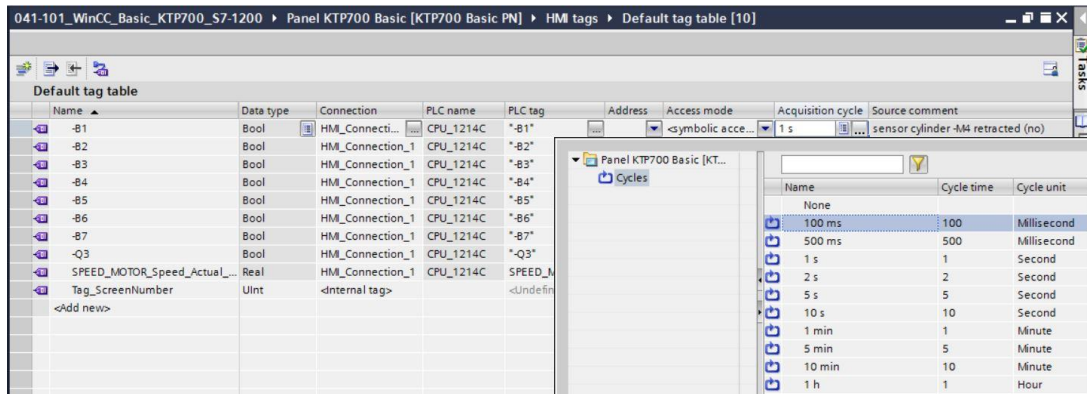 041-101_WinCC_Basic_KTP700_S7-1200 ▸ Panel KTP700 Basic [KTP700 Basic PN] ▸ HMI tags ▸ Default tag table [10]
Tasks
Default tag table
Name Data type Connection PLC name PLC tag Address Access mode Acquisition cycle Source comment
-B1 Bool HMI_Connecti... ... CPU_1214C "-B1" ... <symbolic acce... 1 s ... sensor cylinder -M4 retracted (no)
-B2 Bool HMI_Connection_1 CPU_1214C "-B2"
-B3 Bool HMI_Connection_1 CPU_1214C "-B3"
-B4 Bool HMI_Connection_1 CPU_1214C "-B4"
-B5 Bool HMI_Connection_1 CPU_1214C "-B5"
-B6 Bool HMI_Connection_1 CPU_1214C "-B6"
-B7 Bool HMI_Connection_1 CPU_1214C "-B7"
-Q3 Bool HMI_Connection_1 CPU_1214C "-Q3"
SPEED_MOTOR_Speed_Actual_... Real HMI_Connection_1 CPU_1214C SPEED_M
Tag_ScreenNumber UInt <Internal tag> <Undefin
<Add new>
Panel KTP700 Basic [KT...
Cycles
Name Cycle time Cycle unit
None
100 ms 100 Millisecond
500 ms 500 Millisecond
1 s 1 Second
2 s 2 Second
5 s 5 Second
10 s 10 Second
1 min 1 Minute
5 min 5 Minute
10 min 10 Minute
1 h 1 Hour